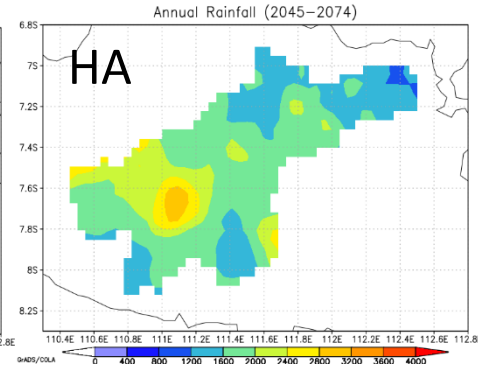 Annual Rainfall (2045−2074)
HA
6.8S
7S
7.2S
7.4S
7.6S
7.8S
8S
8.2S
2.8E 110.4E 110.6E 110.8E 111E 111.2E 111.4E 111.6E 111.8E 112E 112.2E 112.4E 112.6E 112.8
GrADS/COLA
0 400 800 1200 1600 2000 2400 2800 3200 3600 4000